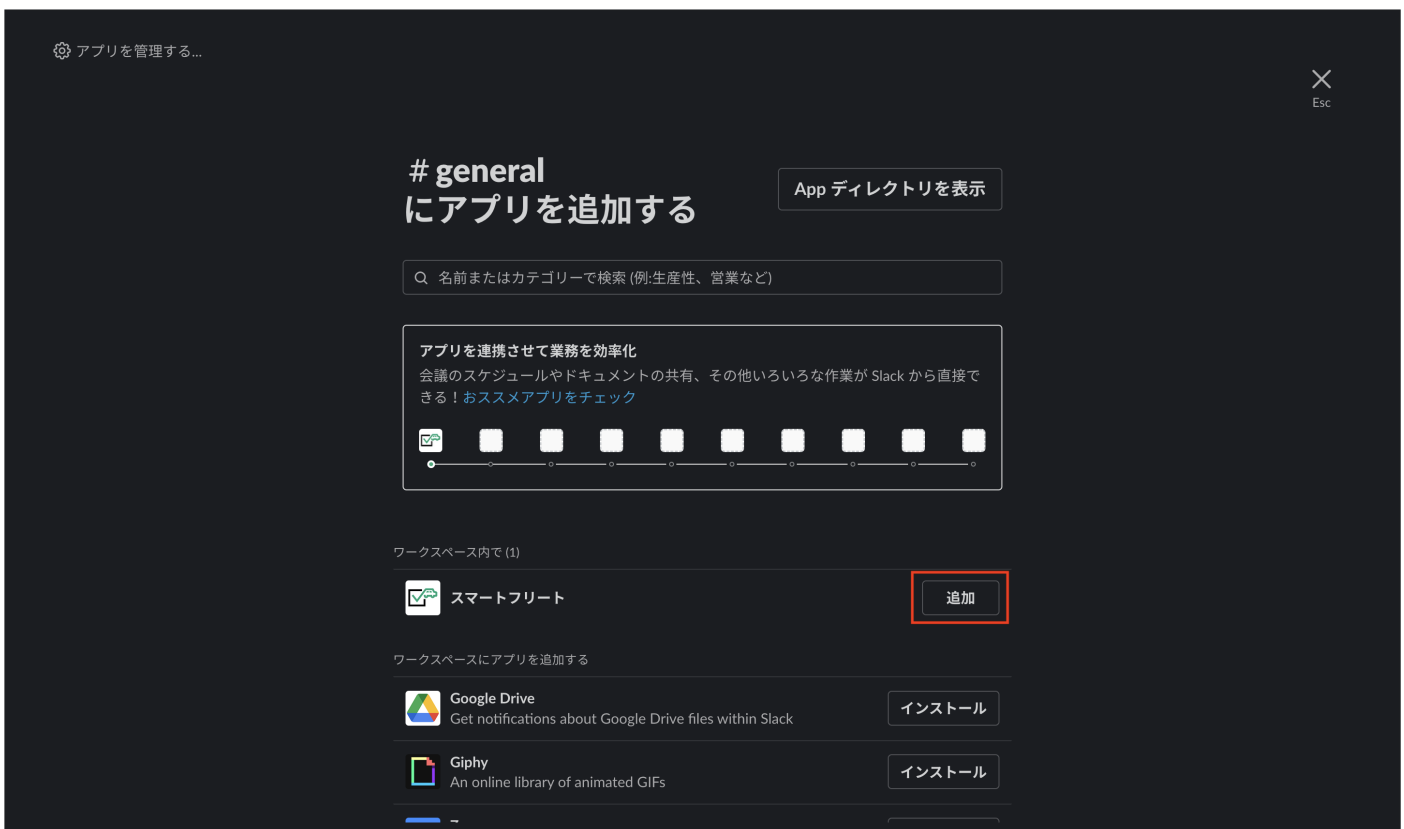 アプリを管理する...
Esc
# general
にアプリを追加する
App ディレクトリを表示
名前またはカテゴリーで検索 (例:生産性、営業など)
アプリを連携させて業務を効率化
会議のスケジュールやドキュメントの共有、その他いろいろな作業が Slack から直接で
きる！おススメアプリをチェック
ワークスペース内で (1)
スマートフリート
追加
ワークスペースにアプリを追加する
Google Drive
Get notifications about Google Drive files within Slack
インストール
Giphy
An online library of animated GIFs
インストール